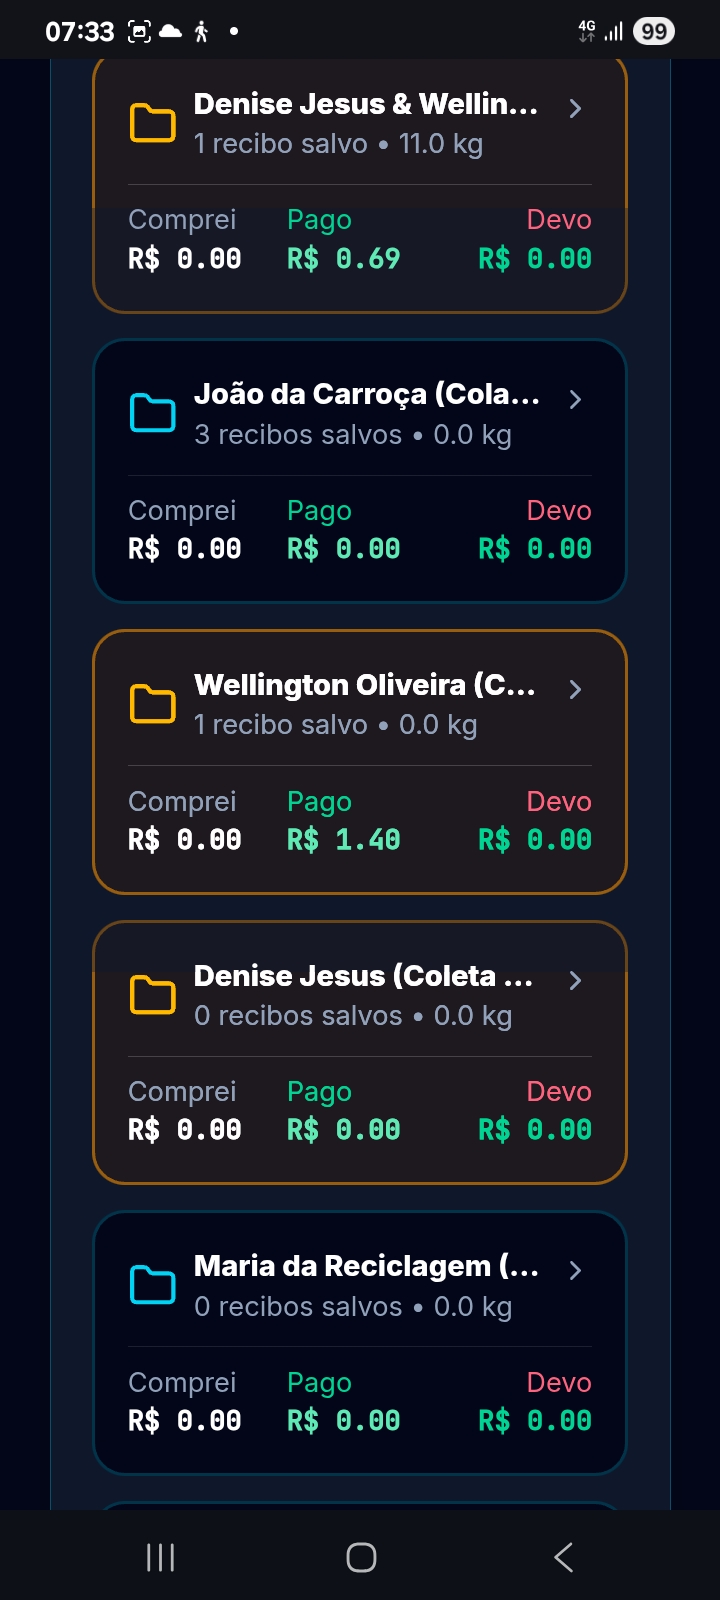 07:33 4G 99
Denise Jesus & Wellin...
1 recibo salvo • 11.0 kg
Comprei Pago Devo
R$ 0.00 R$ 0.69 R$ 0.00
João da Carroça (Cola...
3 recibos salvos • 0.0 kg
Comprei Pago Devo
R$ 0.00 R$ 0.00 R$ 0.00
Wellington Oliveira (C...
1 recibo salvo • 0.0 kg
Comprei Pago Devo
R$ 0.00 R$ 1.40 R$ 0.00
Denise Jesus (Coleta ...
0 recibos salvos • 0.0 kg
Comprei Pago Devo
R$ 0.00 R$ 0.00 R$ 0.00
Maria da Reciclagem (...
0 recibos salvos • 0.0 kg
Comprei Pago Devo
R$ 0.00 R$ 0.00 R$ 0.00